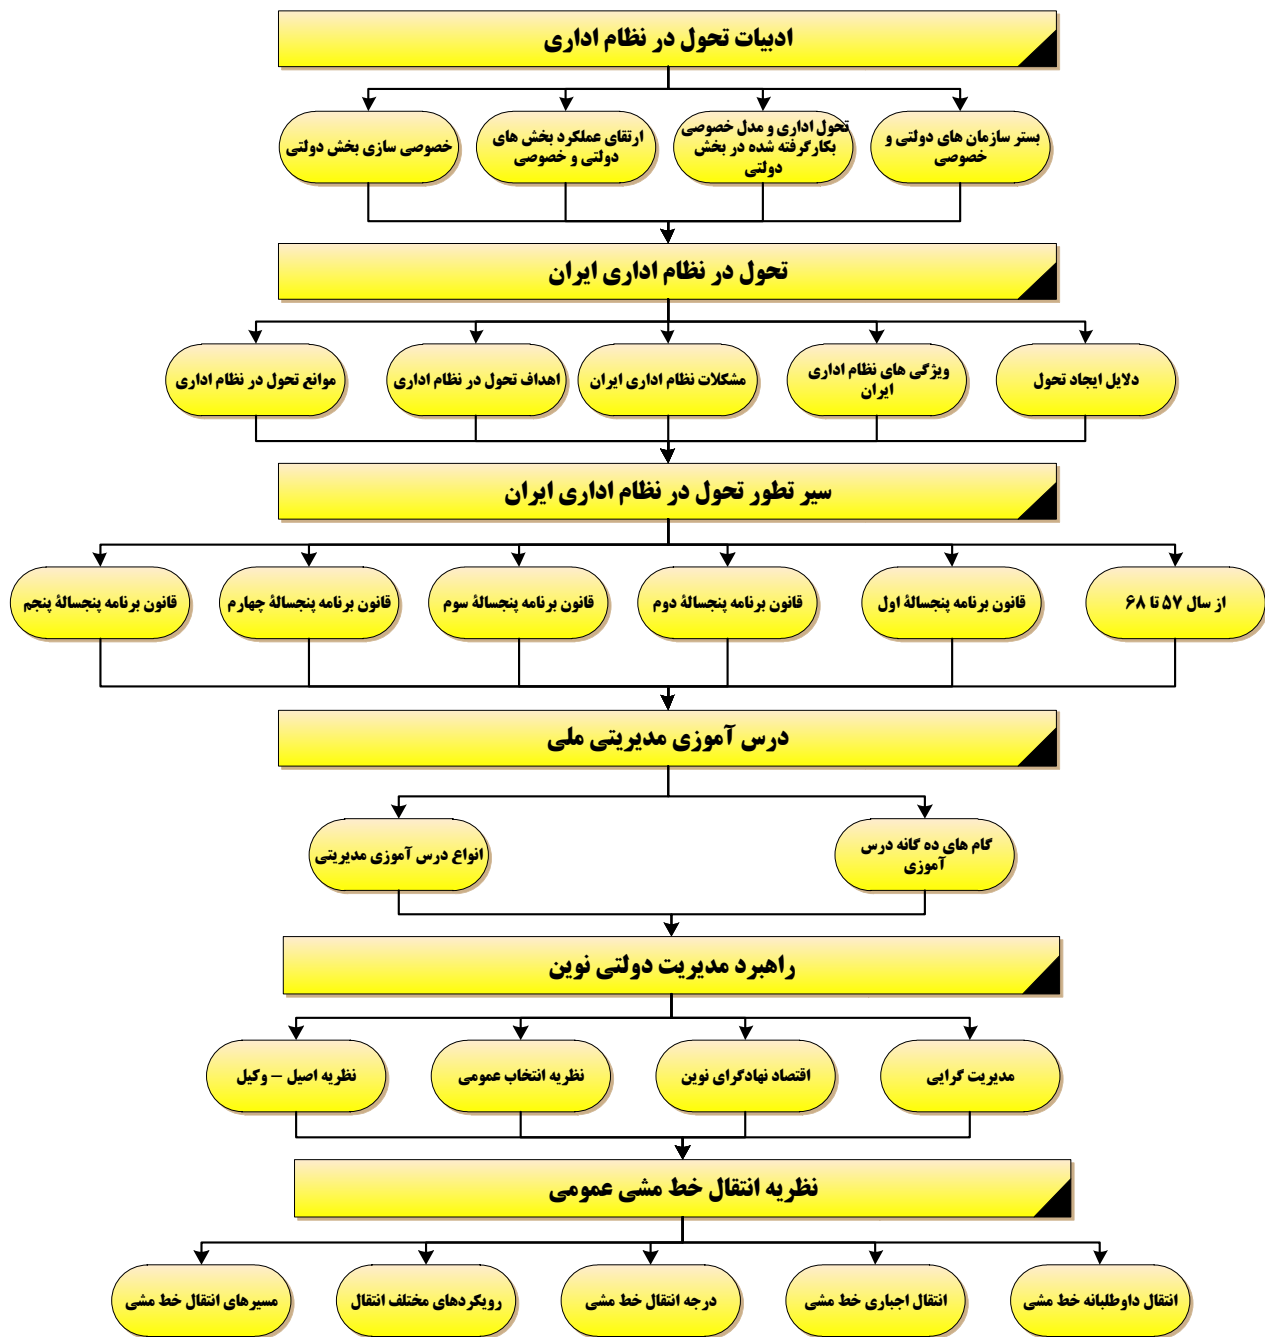 ادبیات تحول در نظام اداری
بستر سازمان های دولتی و
خصوصی
تحول اداری و مدل خصوصی
بکارگرفته شده در بخش
دولتی
ارتقای عملکرد بخش های
دولتی و خصوصی
خصوصی سازی بخش دولتی
تحول در نظام اداری ایران
دلایل ایجاد تحول
ویژگی های نظام اداری
ایران
مشکلات نظام اداری ایران
اهداف تحول در نظام اداری
موانع تحول در نظام اداری
سیر تطور تحول در نظام اداری ایران
از سال ۵۷ تا ۶۸
قانون برنامه پنجسالهٔ اول
قانون برنامه پنجسالهٔ دوم
قانون برنامه پنجسالهٔ سوم
قانون برنامه پنجسالهٔ چهارم
قانون برنامه پنجسالهٔ پنجم
درس آموزی مدیریتی ملی
گام های ده گانه درس
آموزی
انواع درس آموزی مدیریتی
راهبرد مدیریت دولتی نوین
مدیریت گرایی
اقتصاد نهادگرای نوین
نظریه انتخاب عمومی
نظریه اصیل – وکیل
نظریه انتقال خط مشی عمومی
انتقال داوطلبانه خط مشی
انتقال اجباری خط مشی
درجه انتقال خط مشی
رویکردهای مختلف انتقال
مسیرهای انتقال خط مشی